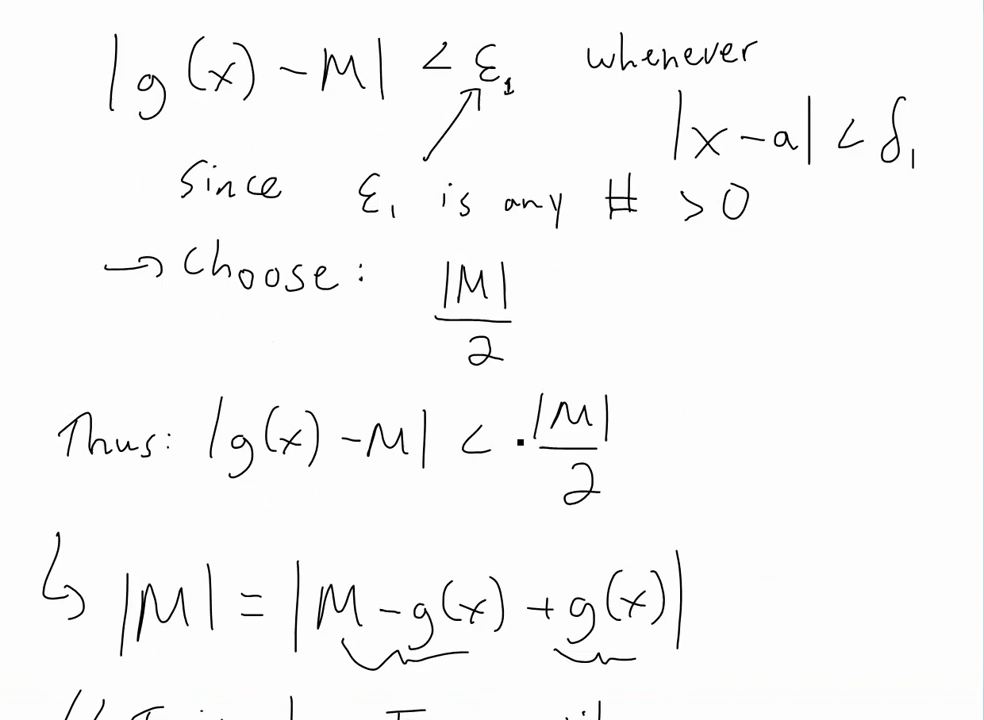 |g(x) - M| < ε₁ whenever
|x - a| < δ₁
Since ε₁ is any # > 0
→ Choose: |M|/2
Thus: |g(x) - M| < |M|/2
↳ |M| = |M - g(x) + g(x)|